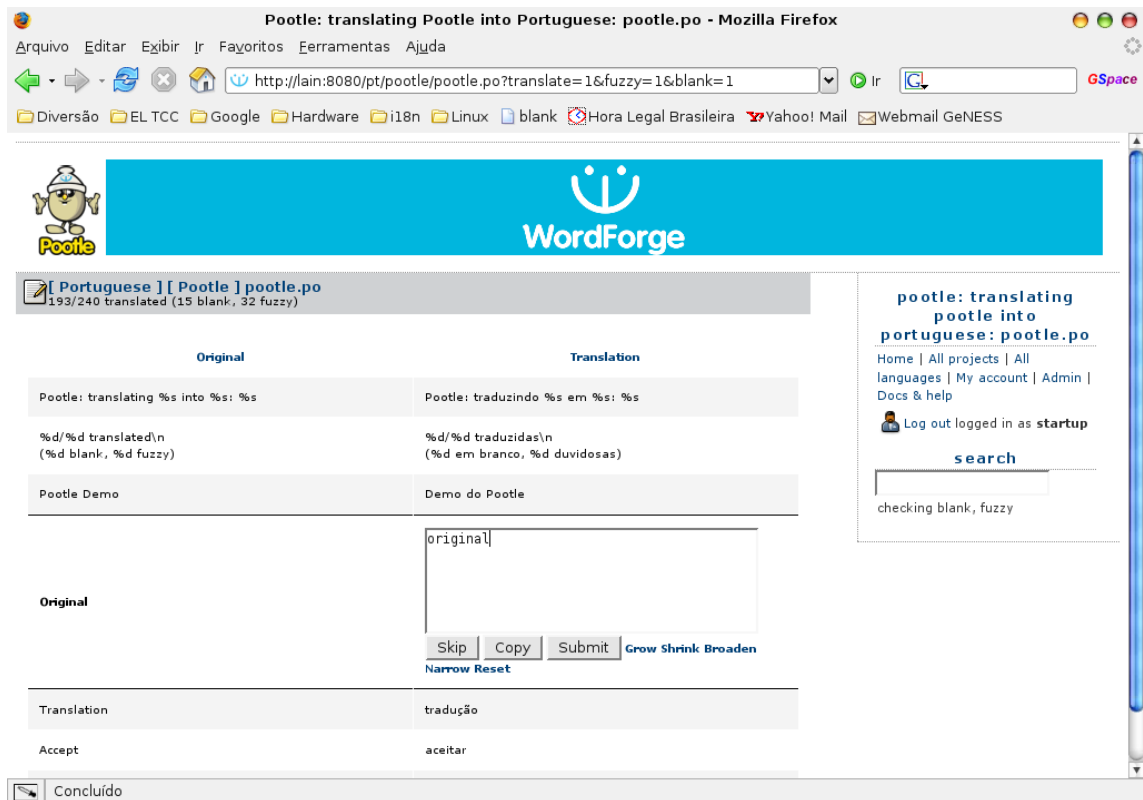 Pootle: translating Pootle into Portuguese: pootle.po - Mozilla Firefox
Arquivo Editar Exibir Ir Favoritos Ferramentas Ajuda
http://lain:8080/pt/pootle/pootle.po?translate=1&fuzzy=1&blank=1 Ir G GSpace
Diversão EL TCC Google Hardware i18n Linux blank Hora Legal Brasileira Yahoo! Mail Webmail GeNESS
Pootle
WordForge
[ Portuguese ] [ Pootle ] pootle.po
193/240 translated (15 blank, 32 fuzzy)
Original Translation
Pootle: translating %s into %s: %s Pootle: traduzindo %s em %s: %s
%d/%d translated\n %d/%d traduzidas\n
(%d blank, %d fuzzy) (%d em branco, %d duvidosas)
Pootle Demo Demo do Pootle
original
Original
Skip Copy Submit Grow Shrink Broaden
Narrow Reset
Translation tradução
Accept aceitar
pootle: translating
pootle into
portuguese: pootle.po
Home | All projects | All
languages | My account | Admin |
Docs & help
Log out logged in as startup
search
checking blank, fuzzy
Concluído